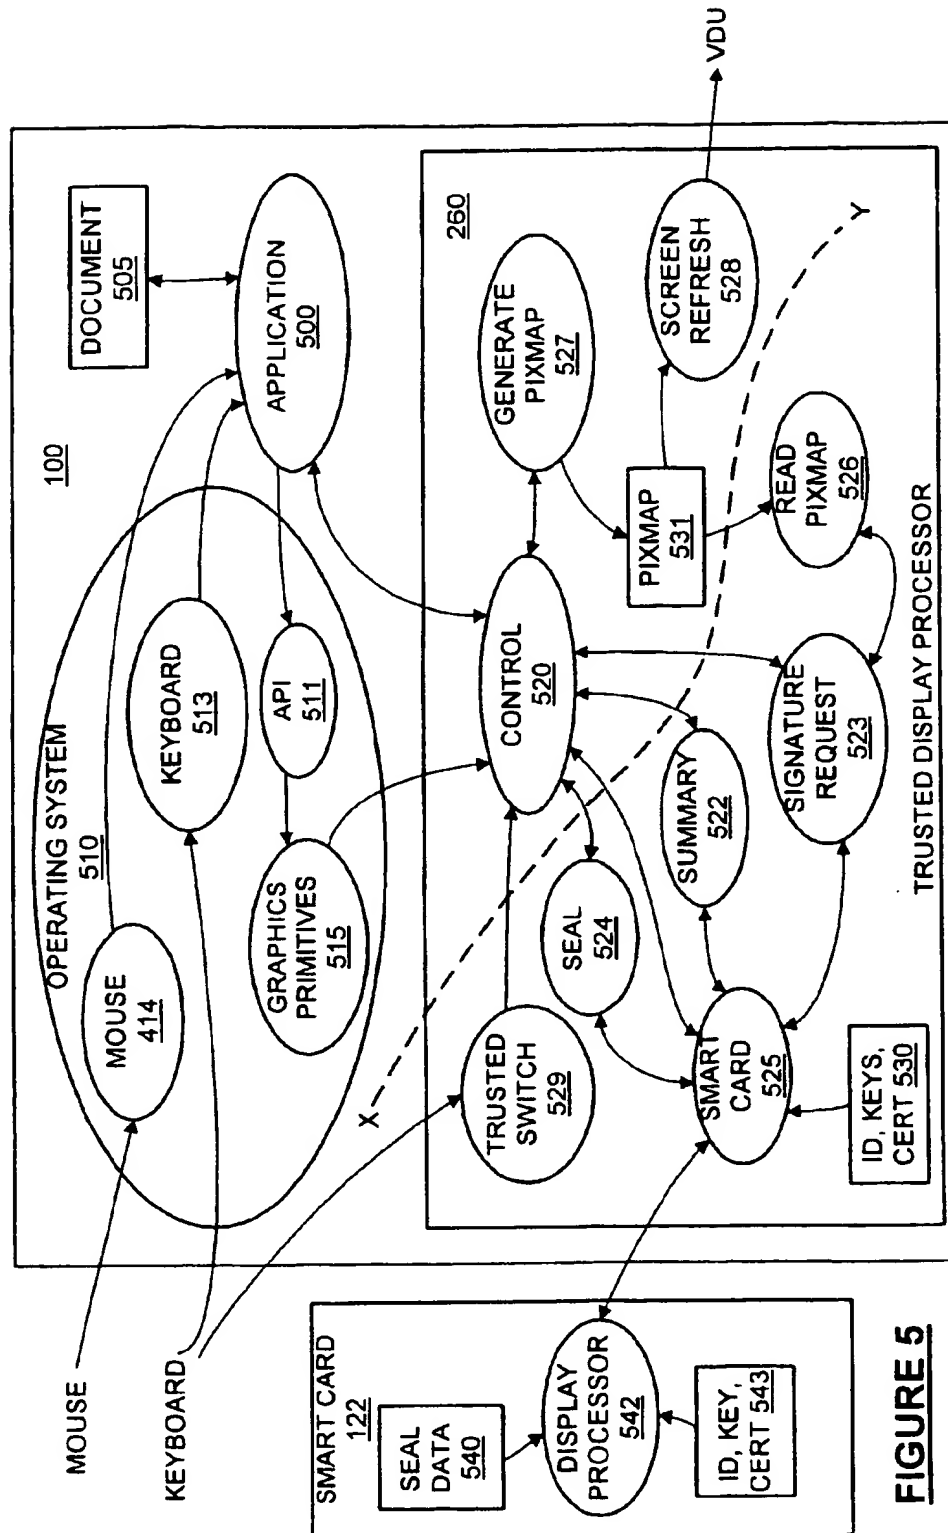 MOUSE
KEYBOARD
100
OPERATING SYSTEM
510
MOUSE
414
KEYBOARD
513
API
511
GRAPHICS
PRIMITIVES
515
DOCUMENT
505
APPLICATION
500
X
260
TRUSTED
SWITCH
529
CONTROL
520
GENERATE
PIXMAP
527
SEAL
524
PIXMAP
531
SCREEN
REFRESH
528
VDU
SUMMARY
522
SMART
CARD
525
SIGNATURE
REQUEST
523
READ
PIXMAP
526
Y
ID, KEYS,
CERT 530
TRUSTED DISPLAY PROCESSOR
SMART CARD
122
SEAL
DATA
540
DISPLAY
PROCESSOR
542
ID, KEY,
CERT 543
FIGURE 5